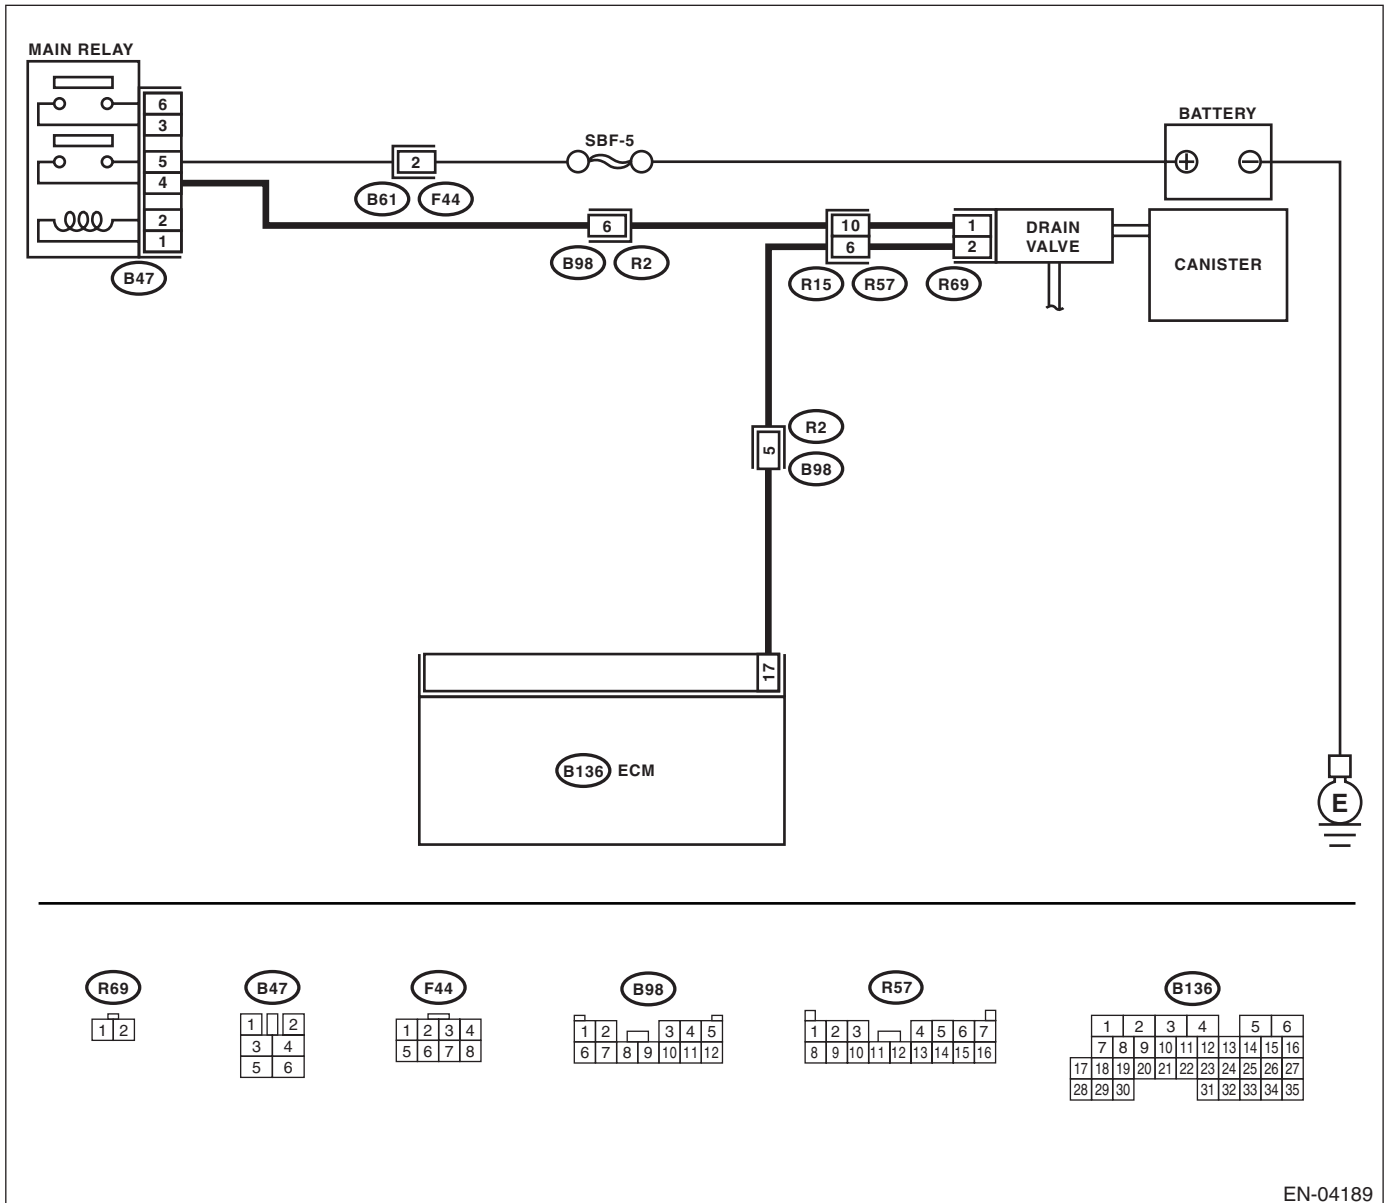 MAIN RELAY
6
3
5
4
2
1
B47
2
B61 F44
SBF-5
BATTERY
6
B98 R2
10
6
R15 R57
1
2
R69
DRAIN
VALVE
CANISTER
5
R2
B98
17
B136 ECM
E
R69
1 2
B47
1 2
3 4
5 6
F44
1 2 3 4
5 6 7 8
B98
1 2 3 4 5
6 7 8 9 10 11 12
R57
1 2 3 4 5 6 7
8 9 10 11 12 13 14 15 16
B136
1 2 3 4 5 6
7 8 9 10 11 12 13 14 15 16
17 18 19 20 21 22 23 24 25 26 27
28 29 30 31 32 33 34 35
EN-04189